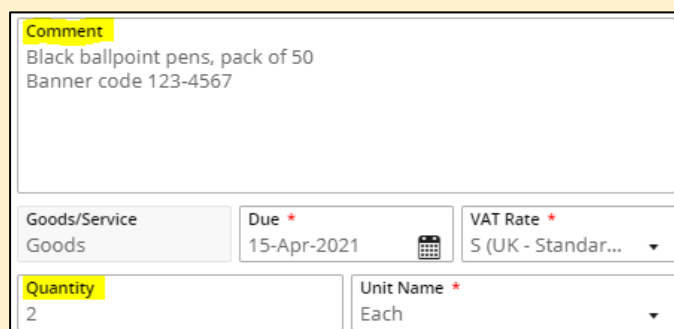 Comment
Black ballpoint pens, pack of 50
Banner code 123-4567
Goods/Service
Goods
Due *
15-Apr-2021
VAT Rate *
S (UK - Standar...
Quantity
2
Unit Name *
Each